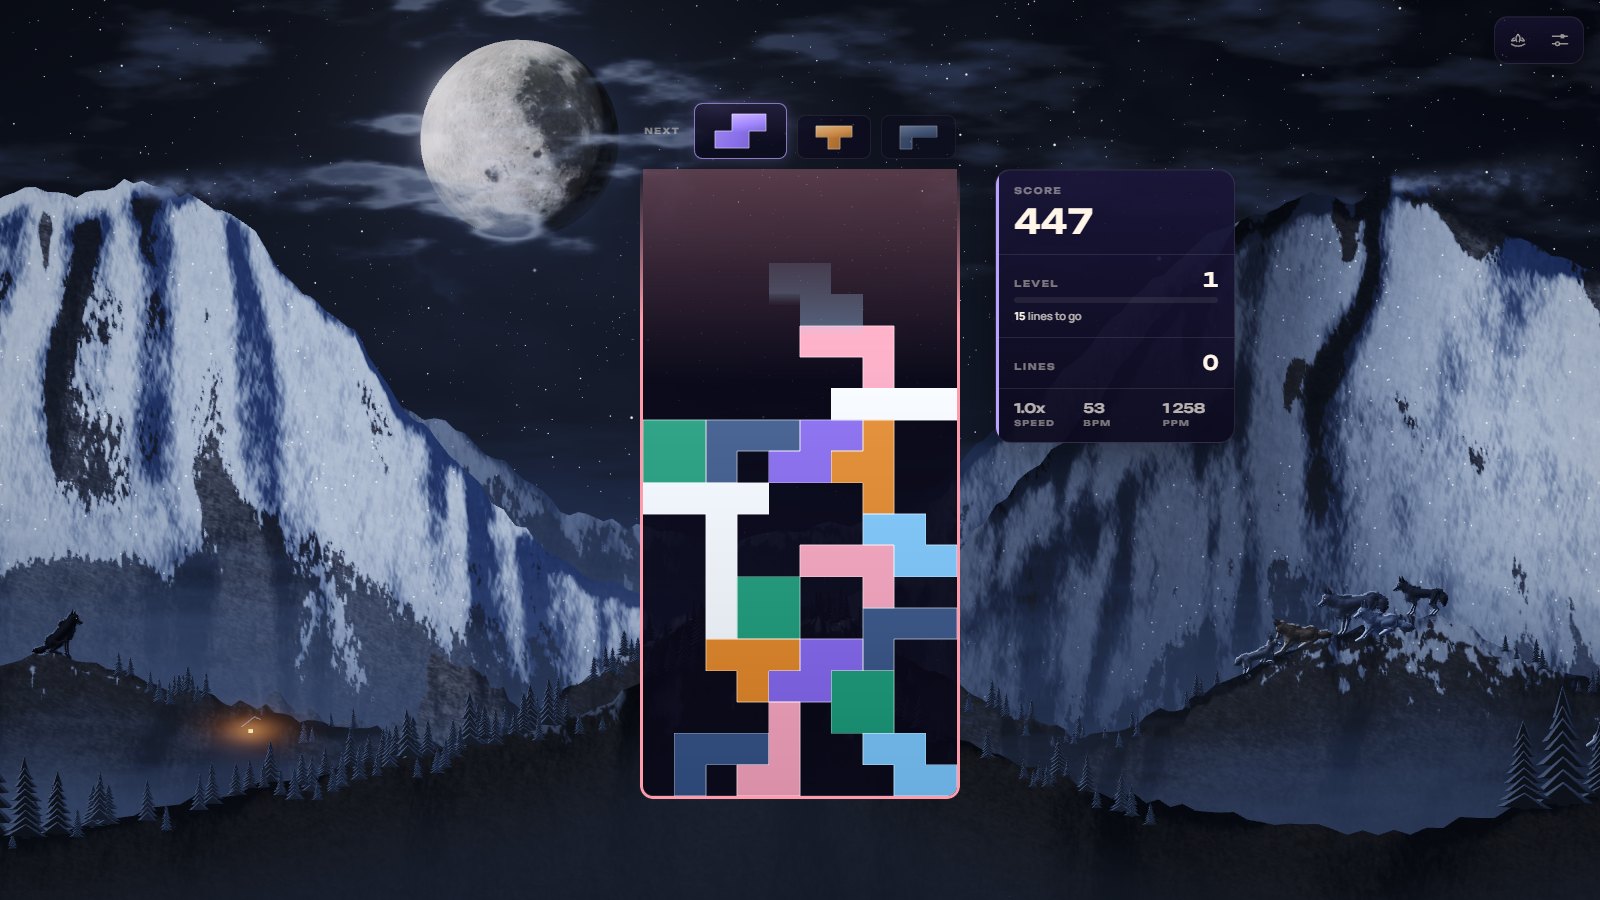 NEXT
SCORE
447
LEVEL 1
15 lines to go
LINES 0
1.0x 53 1258
SPEED BPM PPM